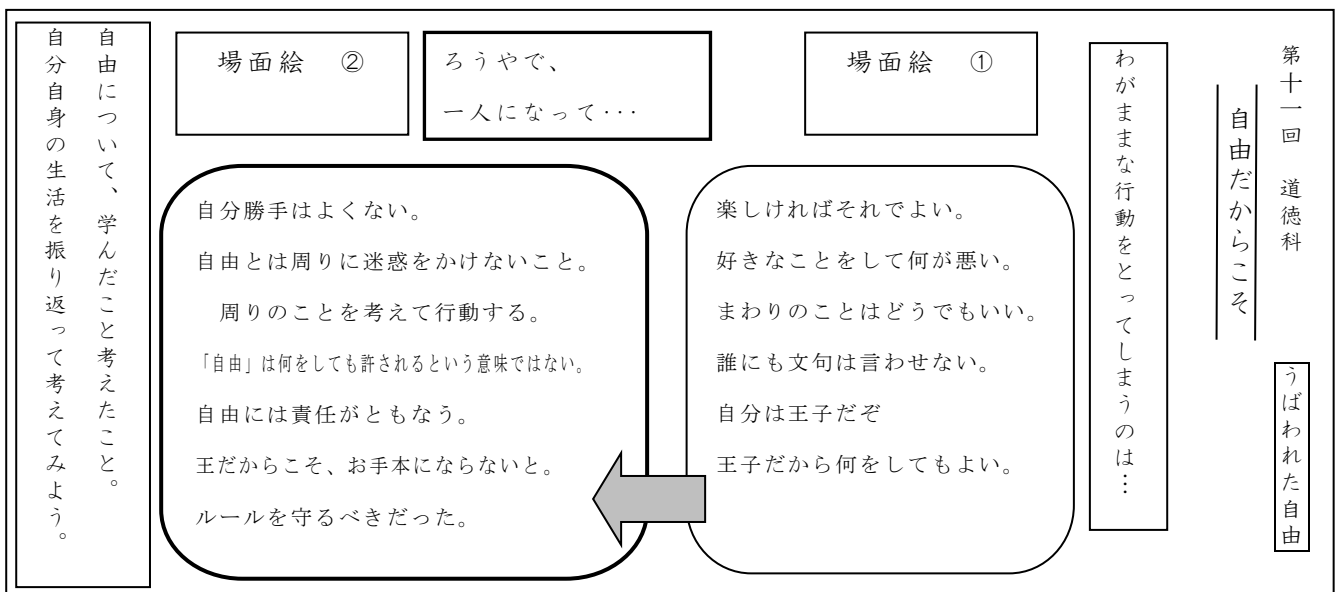 第十一回　道徳科
自由だからこそ
うばわれた自由
わがままな行動をとってしまうのは…
場面絵　①
楽しければそれでよい。
好きなことをして何が悪い。
まわりのことはどうでもいい。
誰にも文句は言わせない。
自分は王子だぞ
王子だから何をしてもよい。
ろうやで、
一人になって…
場面絵　②
自分勝手はよくない。
自由とは周りに迷惑をかけないこと。
周りのことを考えて行動する。
「自由」は何をしても許されるという意味ではない。
自由には責任がともなう。
王だからこそ、お手本にならないと。
ルールを守るべきだった。
自由について、学んだこと考えたこと。
自分自身の生活を振り返って考えてみよう。